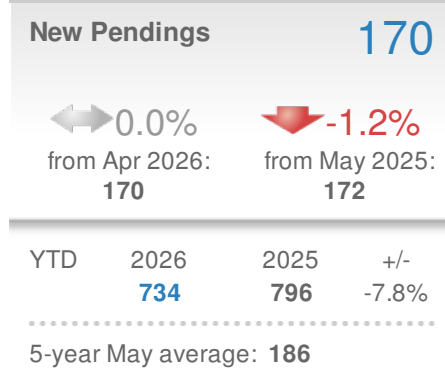 New Pendings 170
0.0% -1.2%
from Apr 2026: from May 2025:
170 172
YTD 2026 2025 +/-
734 796 -7.8%
5-year May average: 186